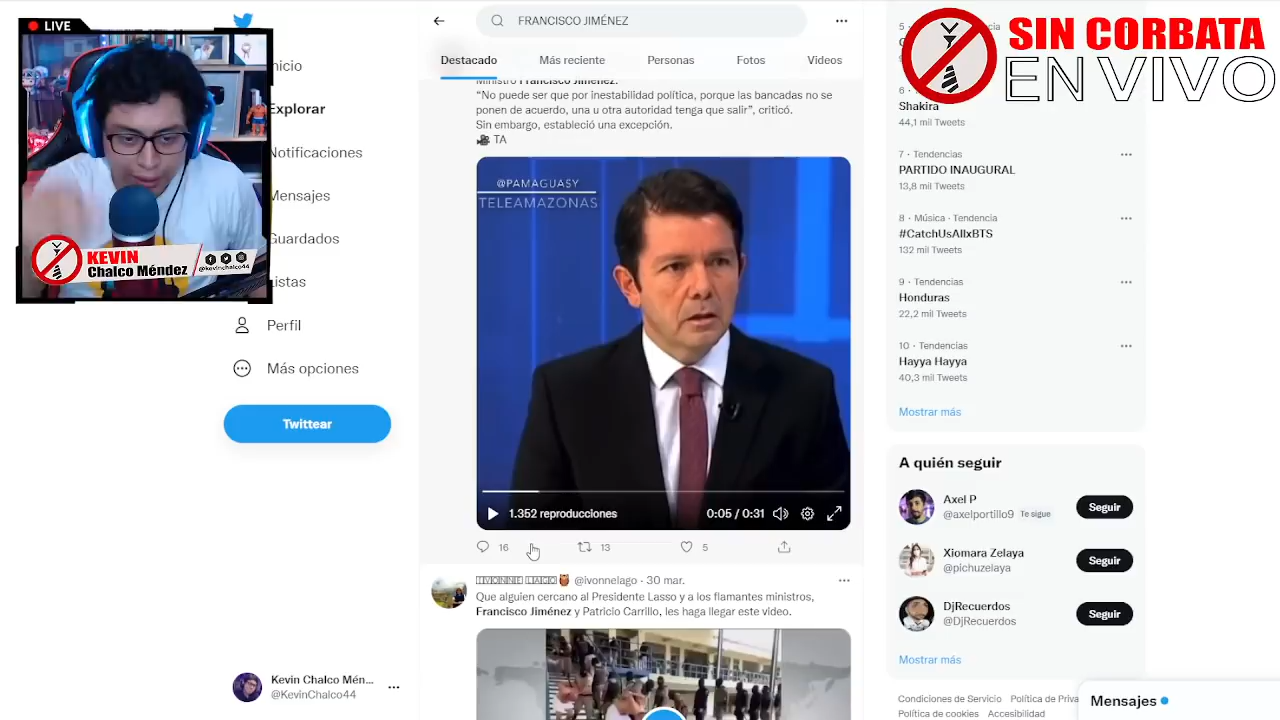 LIVE
KEVIN
Chalco Méndez
@kevinchalco44
Inicio
Explorar
Notificaciones
Mensajes
Guardados
Listas
Perfil
Más opciones
Twittear
Kevin Chalco Mén...
@KevinChalco44
FRANCISCO JIMÉNEZ
Destacado
Más reciente
Personas
Fotos
Videos
Ministro Francisco Jiménez.
“No puede ser que por inestabilidad política, porque las bancadas no se
ponen de acuerdo, una u otra autoridad tenga que salir”, criticó.
Sin embargo, estableció una excepción.
TA
@PAMAGUASY
TELEAMAZONAS
1.352 reproducciones
0:05 / 0:31
16
13
5
@ivonnelago · 30 mar.
Que alguien cercano al Presidente Lasso y a los flamantes ministros,
Francisco Jiménez y Patricio Carrillo, les haga llegar este video.
SIN CORBATA
EN VIVO
5
6
Shakira
44,1 mil Tweets
7 · Tendencias
PARTIDO INAUGURAL
13,8 mil Tweets
8 · Música · Tendencia
#CatchUsAllxBTS
132 mil Tweets
9 · Tendencias
Honduras
22,2 mil Tweets
10 · Tendencias
Hayya Hayya
40,3 mil Tweets
Mostrar más
A quién seguir
Axel P
@axelportillo9 Te sigue
Seguir
Xiomara Zelaya
@pichuzelaya
Seguir
DjRecuerdos
@DjRecuerdos
Seguir
Mostrar más
Condiciones de Servicio
Política de Priva
Política de cookies
Accesibilidad
Mensajes